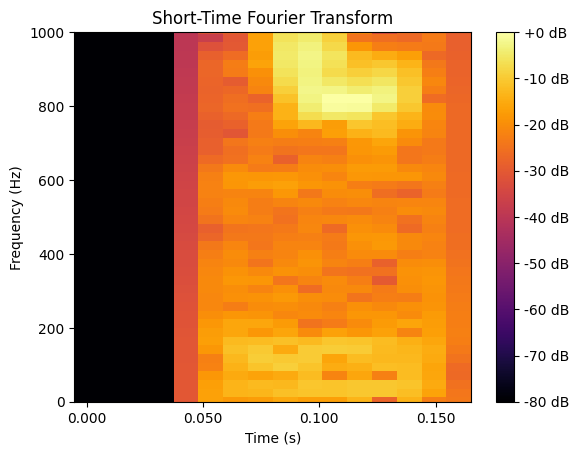 Short-Time Fourier Transform
1000
800
600
400
200
0
Frequency (Hz)
0.000
0.050
0.100
0.150
Time (s)
+0 dB
-10 dB
-20 dB
-30 dB
-40 dB
-50 dB
-60 dB
-70 dB
-80 dB